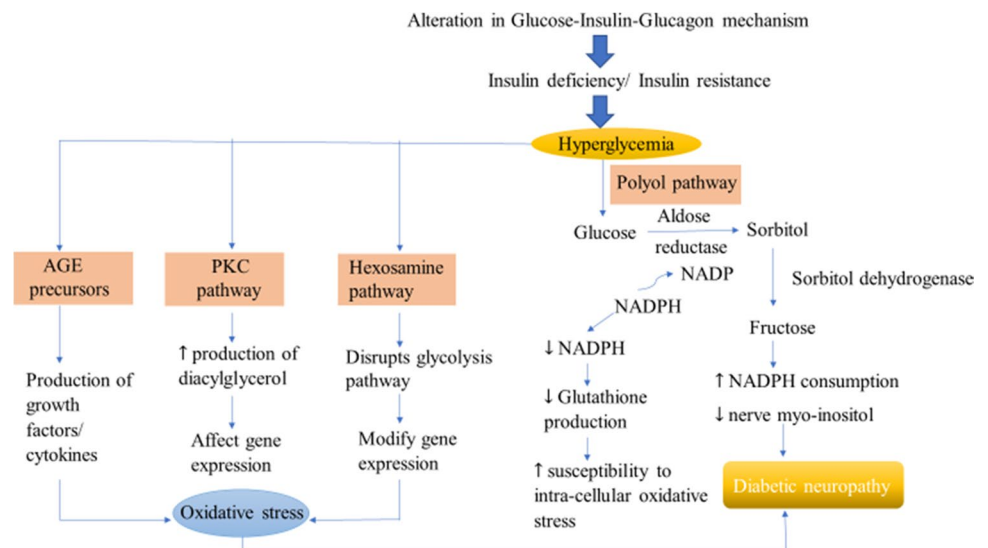 Alteration in Glucose-Insulin-Glucagon mechanism
Insulin deficiency/ Insulin resistance
Hyperglycemia
Polyol pathway
Glucose
Aldose
reductase
Sorbitol
NADP
Sorbitol dehydrogenase
NADPH
Fructose
AGE
precursors
PKC
pathway
Hexosamine
pathway
↓ NADPH
↑ production of
diacylglycerol
Disrupts glycolysis
pathway
Production of
growth
factors/
cytokines
↑ NADPH consumption
↓ nerve myo-inositol
↓ Glutathione
production
Affect gene
expression
Modify gene
expression
↑ susceptibility to
intra-cellular oxidative
stress
Diabetic neuropathy
Oxidative stress